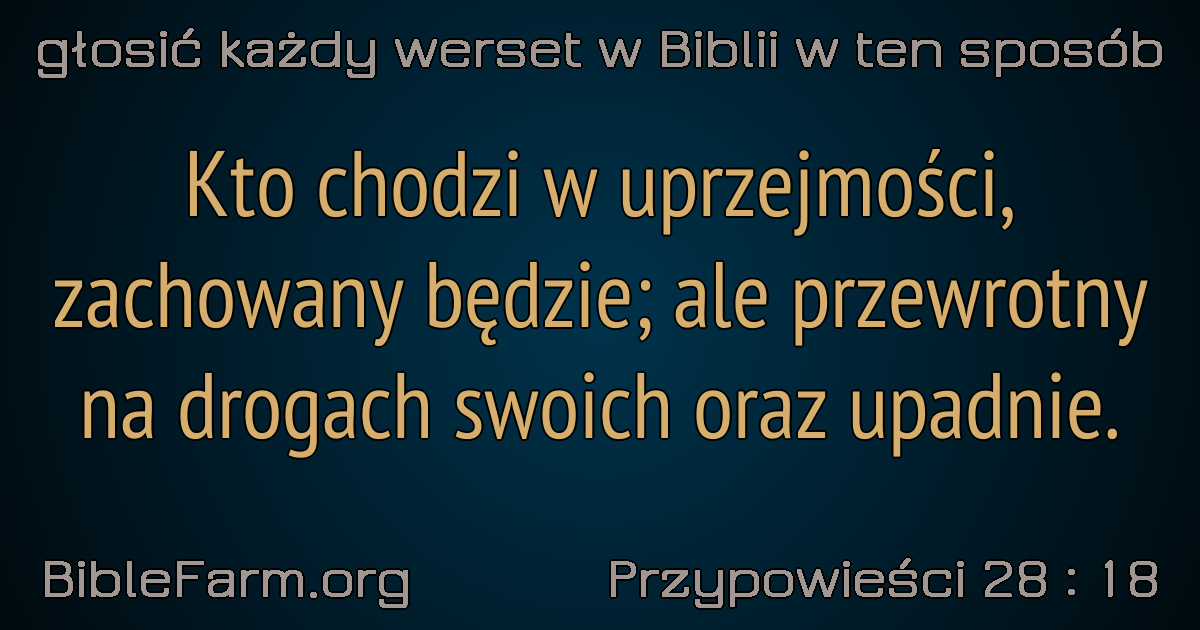 głosić każdy werset w Biblii w ten sposób
Kto chodzi w uprzejmości,
zachowany będzie; ale przewrotny
na drogach swoich oraz upadnie.
BibleFarm.org
Przypowieści 28 : 18